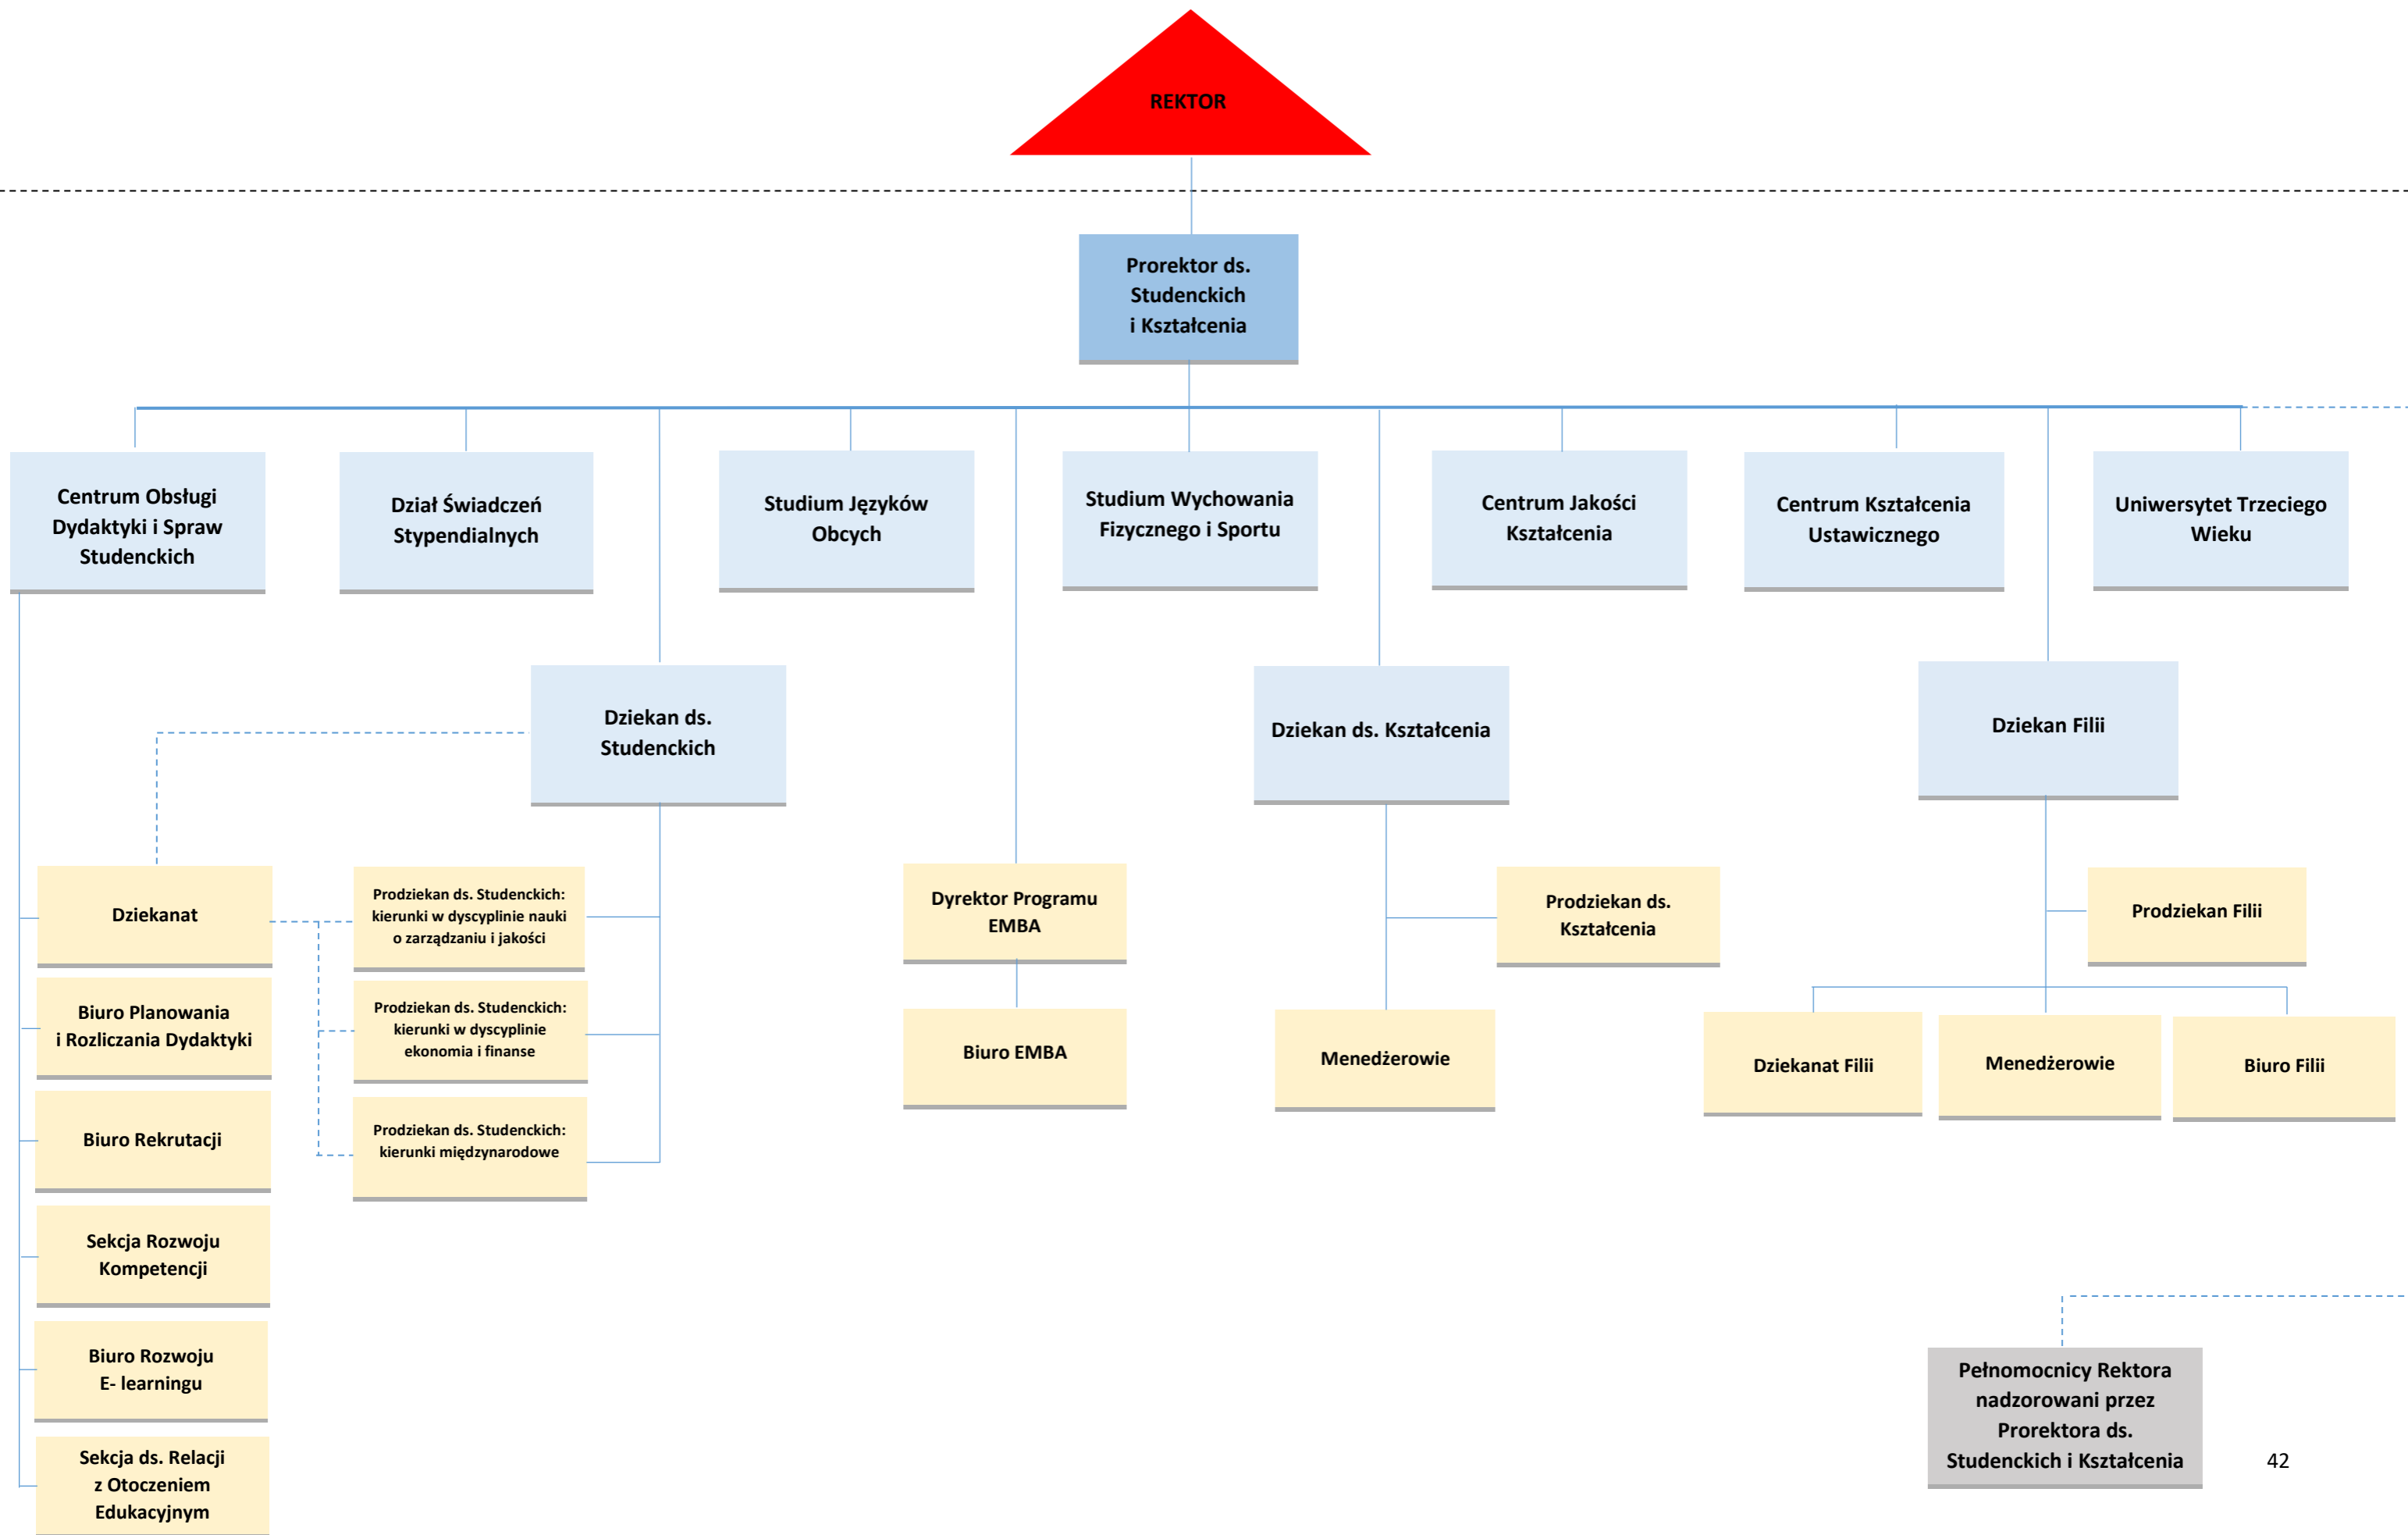 REKTOR
Prorektor ds.
Studenckich
i Kształcenia
Centrum Obsługi
Dydaktyki i Spraw
Studenckich
Dział Świadczeń
Stypendialnych
Studium Języków
Obcych
Studium Wychowania
Fizycznego i Sportu
Centrum Jakości
Kształcenia
Centrum Kształcenia
Ustawicznego
Uniwersytet Trzeciego
Wieku
Dziekan ds.
Studenckich
Dziekan ds. Kształcenia
Dziekan Filii
Dziekanat
Prodziekan ds. Studenckich:
kierunki w dyscyplinie nauki
o zarządzaniu i jakości
Dyrektor Programu
EMBA
Prodziekan ds.
Kształcenia
Prodziekan Filii
Biuro Planowania
i Rozliczania Dydaktyki
Prodziekan ds. Studenckich:
kierunki w dyscyplinie
ekonomia i finanse
Biuro EMBA
Menedżerowie
Dziekanat Filii
Menedżerowie
Biuro Filii
Biuro Rekrutacji
Prodziekan ds. Studenckich:
kierunki międzynarodowe
Sekcja Rozwoju
Kompetencji
Biuro Rozwoju
E- learningu
Sekcja ds. Relacji
z Otoczeniem
Edukacyjnym
Pełnomocnicy Rektora
nadzorowani przez
Prorektora ds.
Studenckich i Kształcenia
42